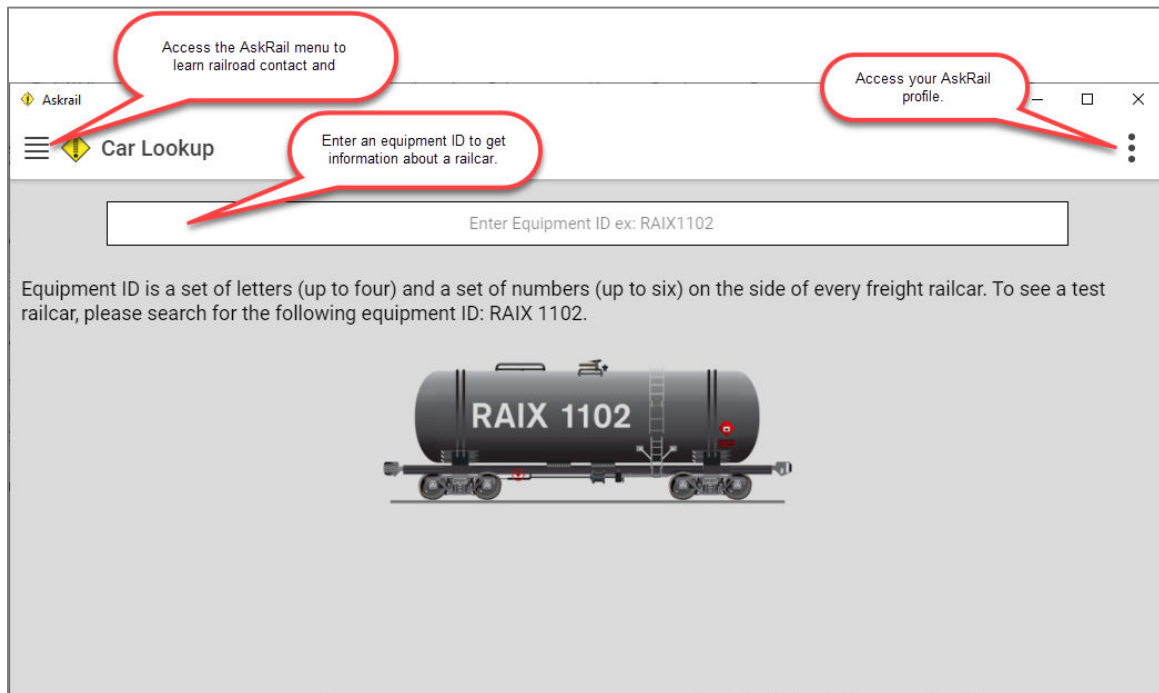 Access the AskRail menu to
learn railroad contact and
Access your AskRail
profile.
Askrail
Car Lookup
Enter an equipment ID to get
information about a railcar.
Enter Equipment ID ex: RAIX1102
Equipment ID is a set of letters (up to four) and a set of numbers (up to six) on the side of every freight railcar. To see a test
railcar, please search for the following equipment ID: RAIX 1102.
RAIX 1102